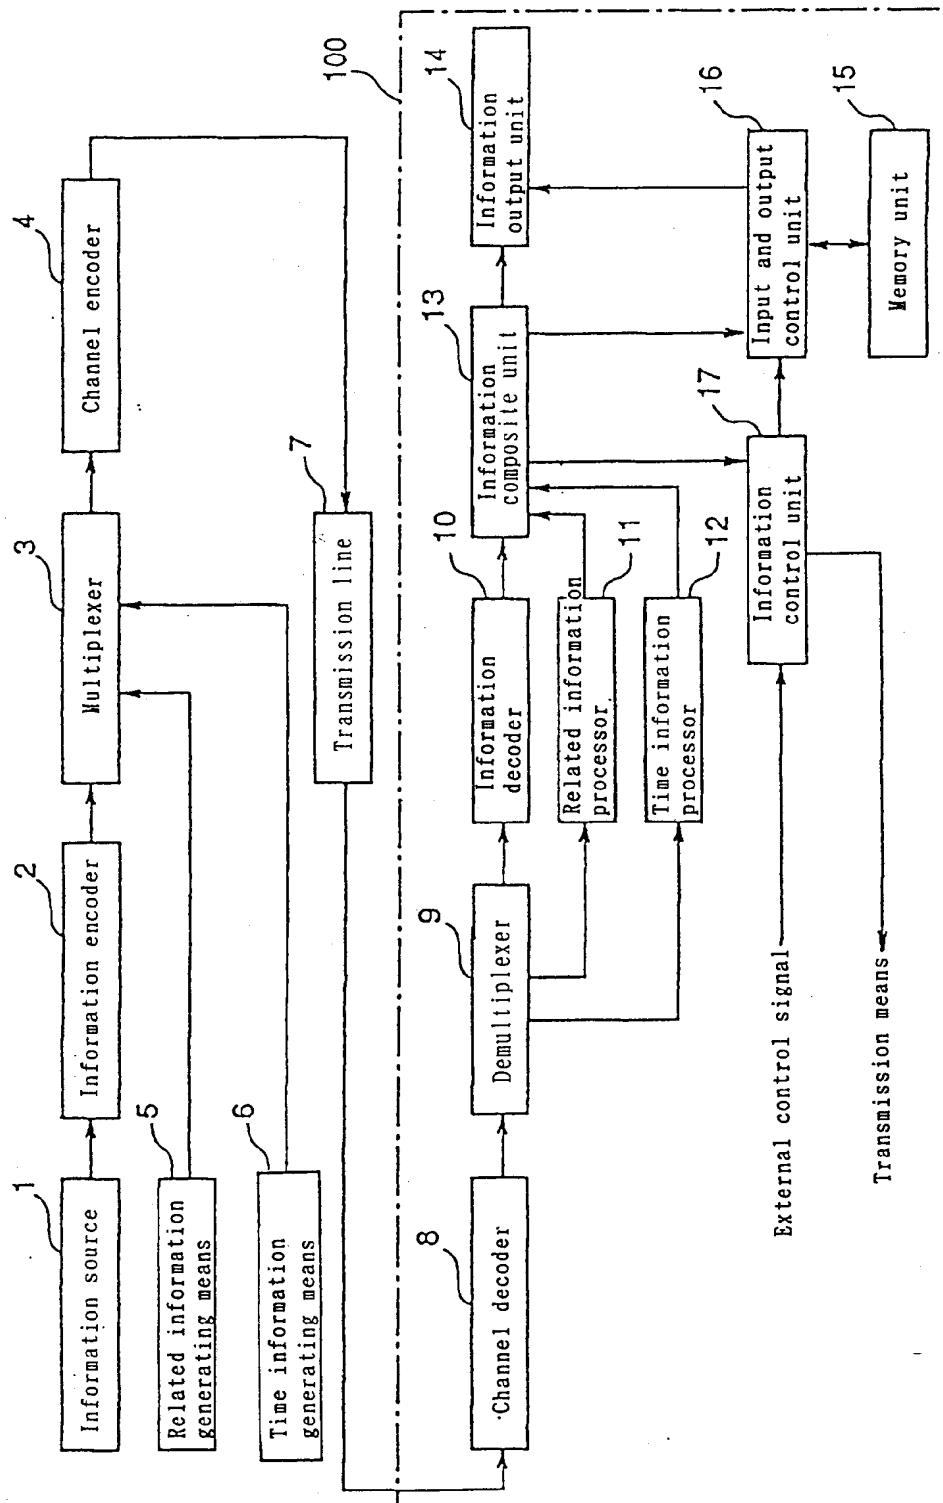 1
Information source
2
Information encoder
3
Multiplexer
4
Channel encoder
5
Related information
generating means
6
Time information
generating means
7
Transmission line
100
8
Channel decoder
9
Demultiplexer
10
Information
decoder
11
Related information
processor
12
Time information
processor
13
Information
composite unit
14
Information
output unit
External control signal
Transmission means
17
Information
control unit
16
Input and output
control unit
15
Memory unit